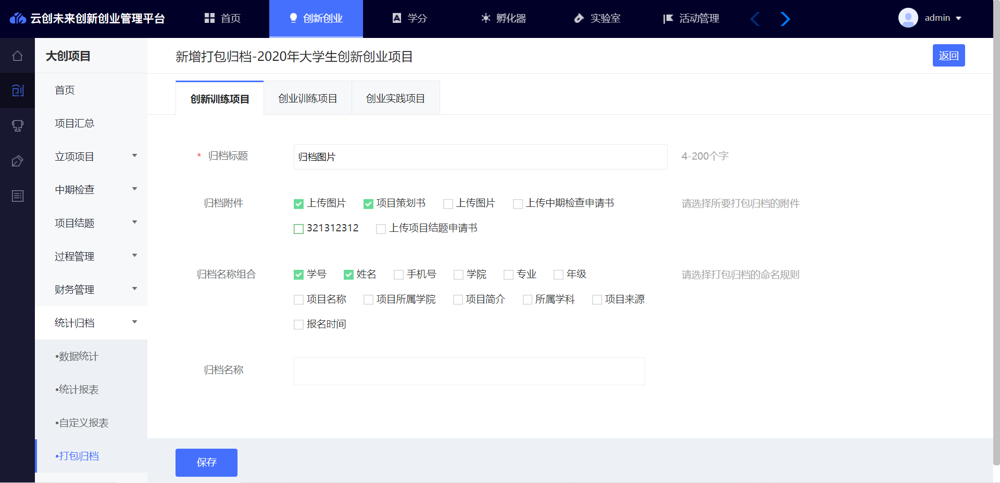 云创未来创新创业管理平台 首页 创新创业 学分 孵化器 实验室 活动管理 admin
大创项目
首页
项目汇总
立项项目
中期检查
项目结题
过程管理
财务管理
统计归档
•数据统计
•统计报表
•自定义报表
•打包归档
新增打包归档-2020年大学生创新创业项目 返回
创新训练项目 创业训练项目 创业实践项目
* 归档标题 归档图片 4-200个字
归档附件 上传图片 项目策划书 上传图片 上传中期检查申请书 请选择所要打包归档的附件
321312312 上传项目结题申请书
归档名称组合 学号 姓名 手机号 学院 专业 年级 请选择打包归档的命名规则
项目名称 项目所属学院 项目简介 所属学科 项目来源
报名时间
归档名称
保存